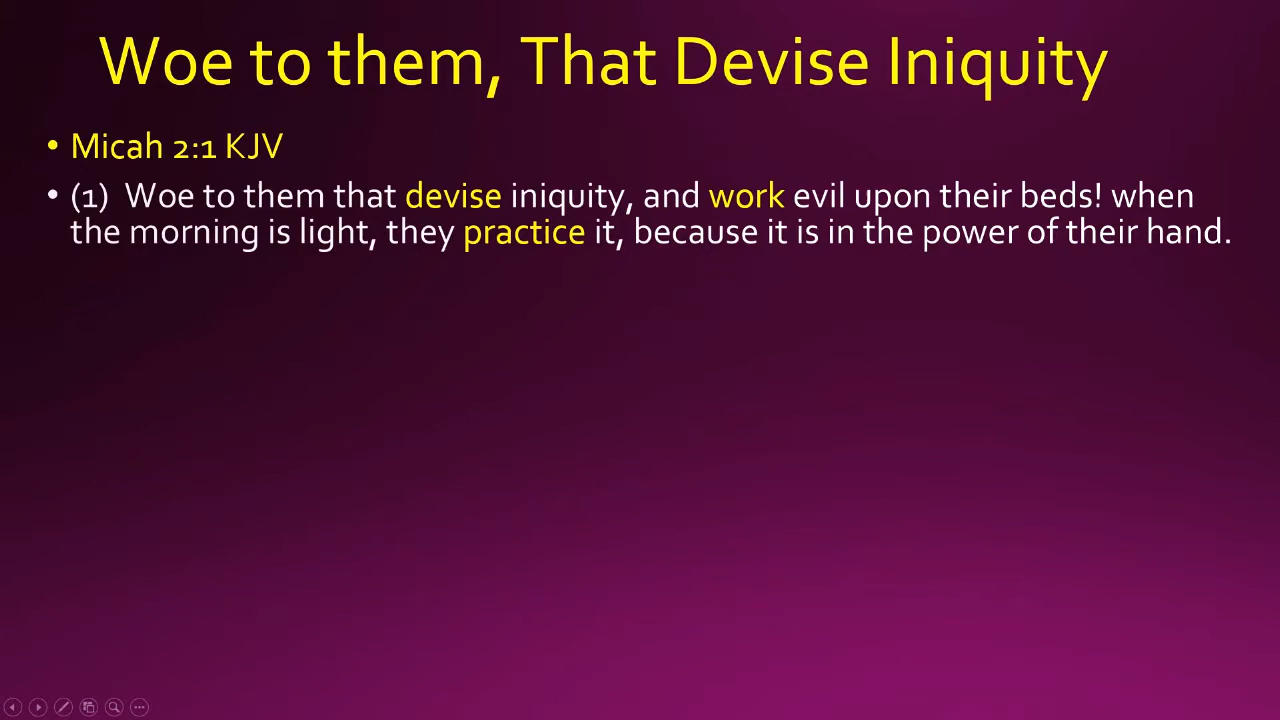 Woe to them, That Devise Iniquity
• Micah 2:1 KJV
• (1)  Woe to them that devise iniquity, and work evil upon their beds! when
the morning is light, they practice it, because it is in the power of their hand.